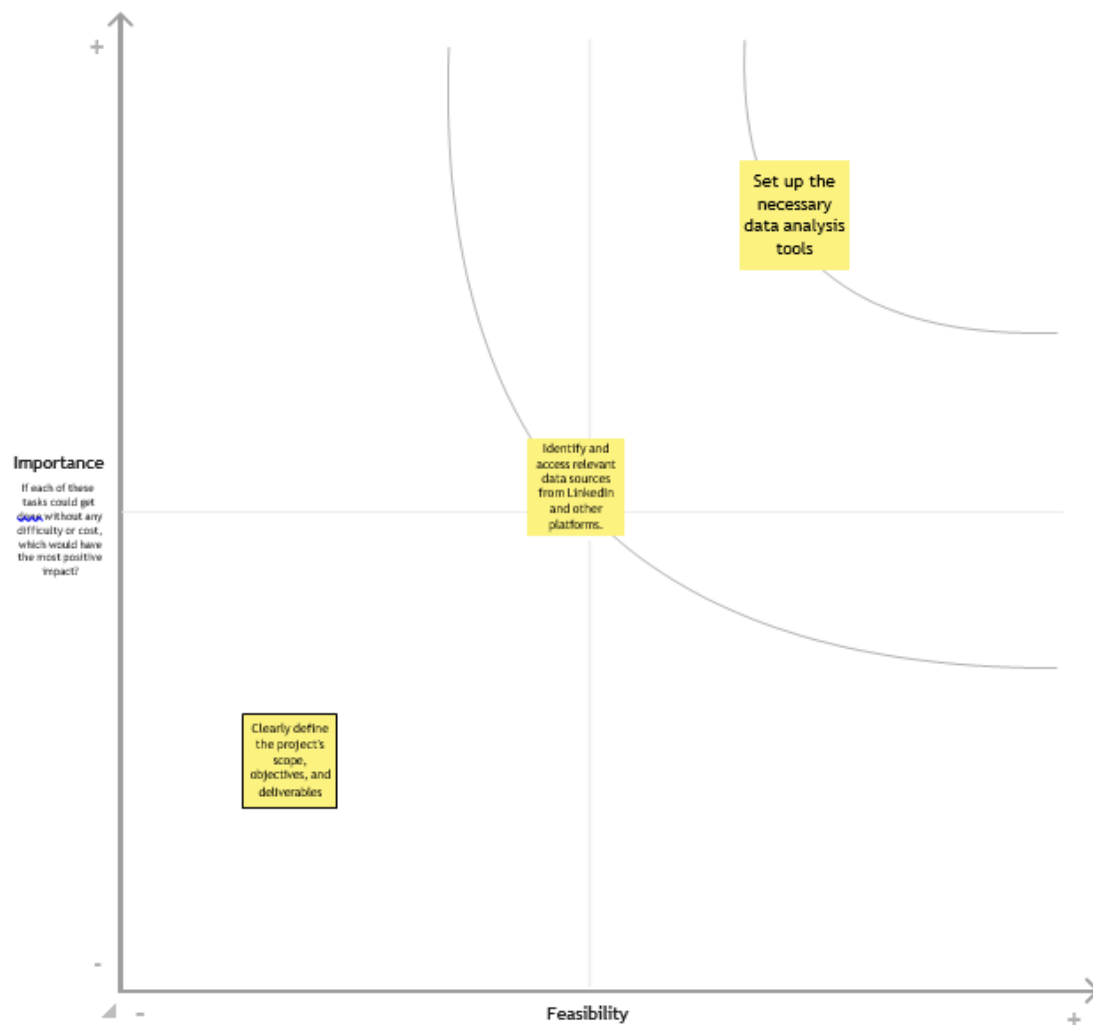 +
Set up the
necessary
data analysis
tools
Identify and
access relevant
data sources
from LinkedIn
and other
platforms.
Importance
If each of these
tasks could get
done without any
difficulty or cost,
which would have
the most positive
impact?
Clearly define
the project's
scope,
objectives, and
deliverables
-
-
Feasibility
+